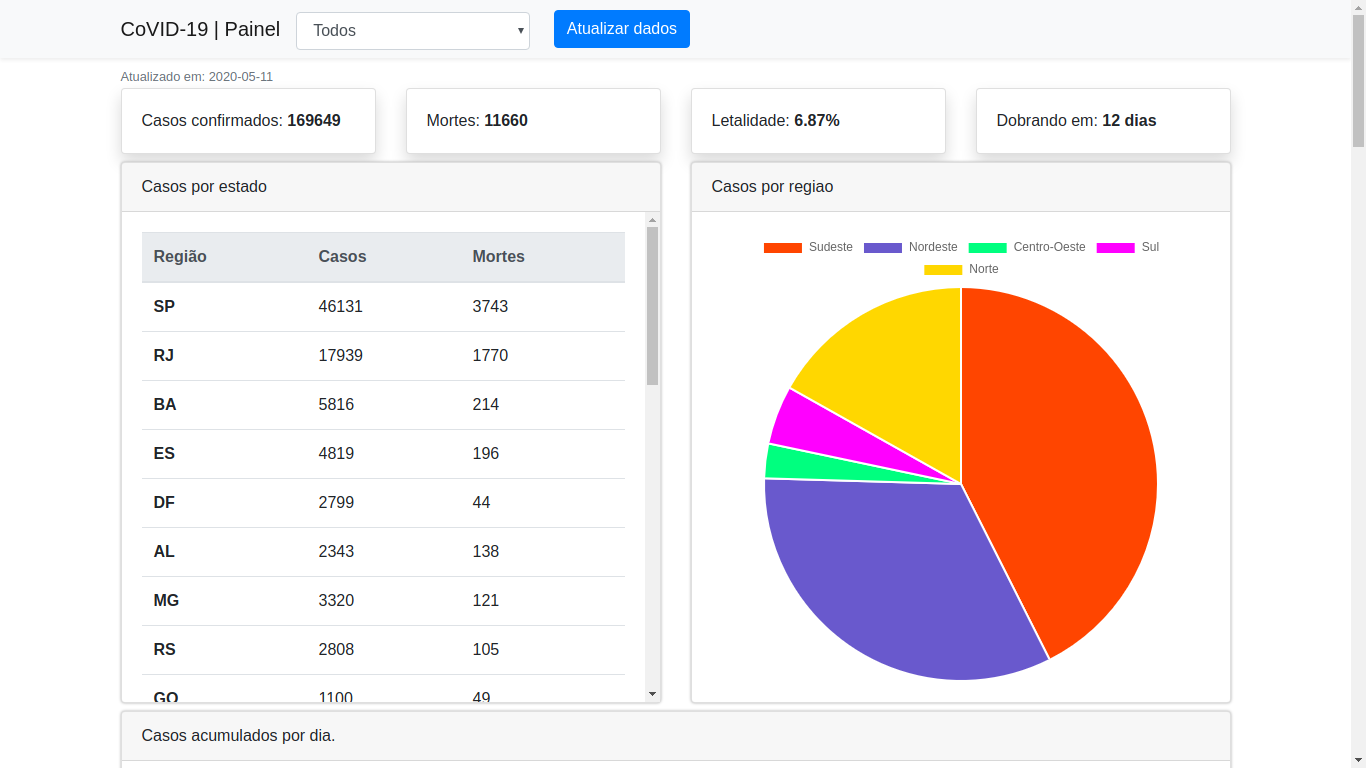 CoVID-19 | Painel
Todos
Atualizar dados
Atualizado em: 2020-05-11
Casos confirmados: 169649
Mortes: 11660
Letalidade: 6.87%
Dobrando em: 12 dias
Casos por estado
Região Casos Mortes
SP 46131 3743
RJ 17939 1770
BA 5816 214
ES 4819 196
DF 2799 44
AL 2343 138
MG 3320 121
RS 2808 105
GO 1100 49
Casos por regiao
Sudeste Nordeste Centro-Oeste Sul
Norte
Casos acumulados por dia.